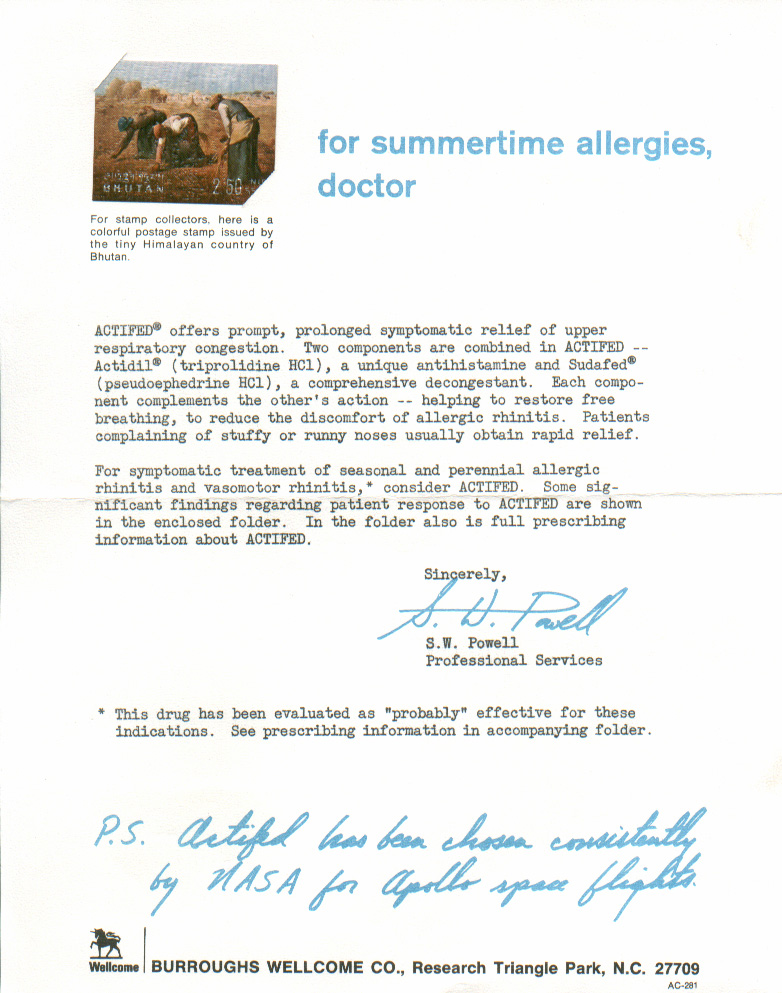 BHUTAN 2.50 NU
For stamp collectors, here is a
colorful postage stamp issued by
the tiny Himalayan country of
Bhutan.
for summertime allergies,
doctor
ACTIFED® offers prompt, prolonged symptomatic relief of upper
respiratory congestion. Two components are combined in ACTIFED --
Actidil® (triprolidine HCl), a unique antihistamine and Sudafed®
(pseudoephedrine HCl), a comprehensive decongestant. Each compo-
nent complements the other's action -- helping to restore free
breathing, to reduce the discomfort of allergic rhinitis. Patients
complaining of stuffy or runny noses usually obtain rapid relief.
For symptomatic treatment of seasonal and perennial allergic
rhinitis and vasomotor rhinitis,* consider ACTIFED. Some sig-
nificant findings regarding patient response to ACTIFED are shown
in the enclosed folder. In the folder also is full prescribing
information about ACTIFED.
Sincerely,
S. W. Powell
S.W. Powell
Professional Services
* This drug has been evaluated as "probably" effective for these
indications. See prescribing information in accompanying folder.
P.S. Actifed has been chosen consistently
by NASA for Apollo space flights.
Wellcome BURROUGHS WELLCOME CO., Research Triangle Park, N.C. 27709
AC-281